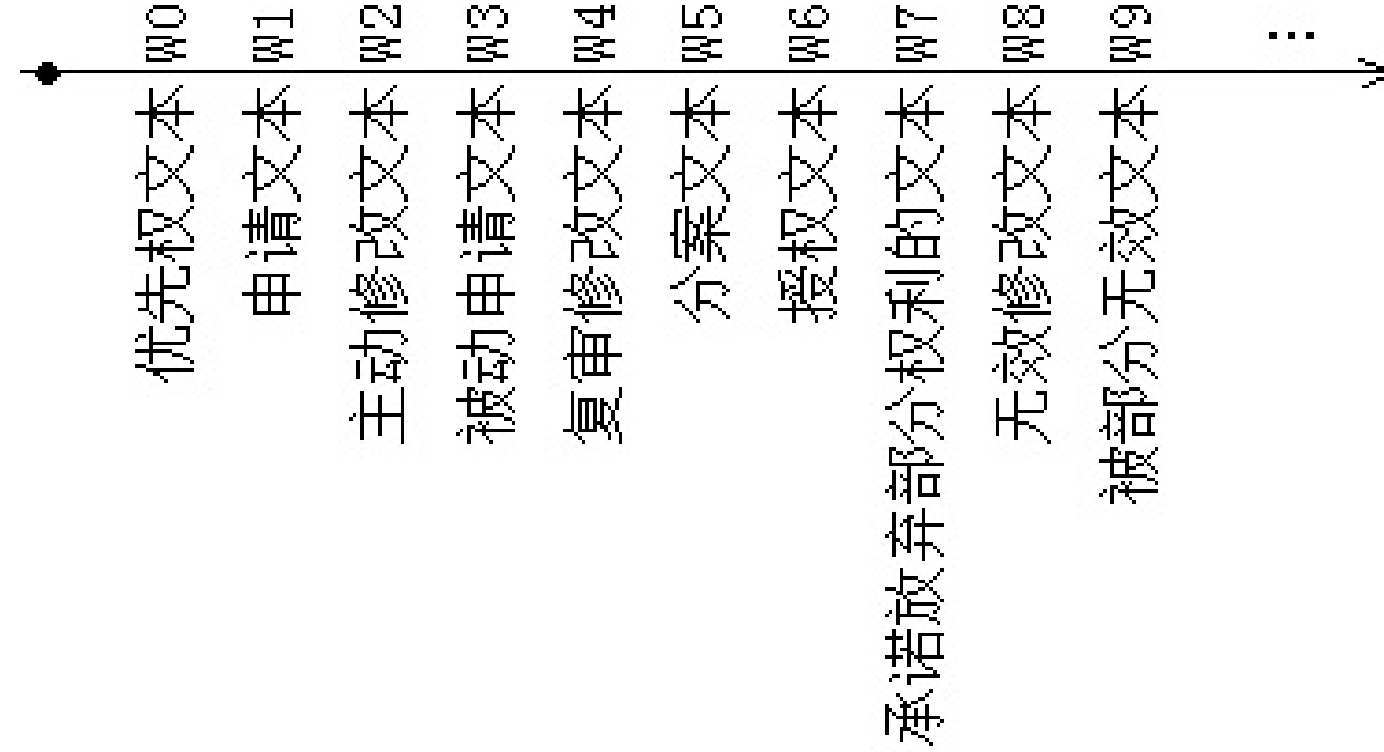 W0
W1
W2
W3
W4
W5
W6
W7
W8
W9
...
优先权文本
申请文本
主动修改文本
被动申请文本
复审修改文本
分案文本
授权文本
承诺放弃部分权利的文本
无效修改文本
被部分无效文本